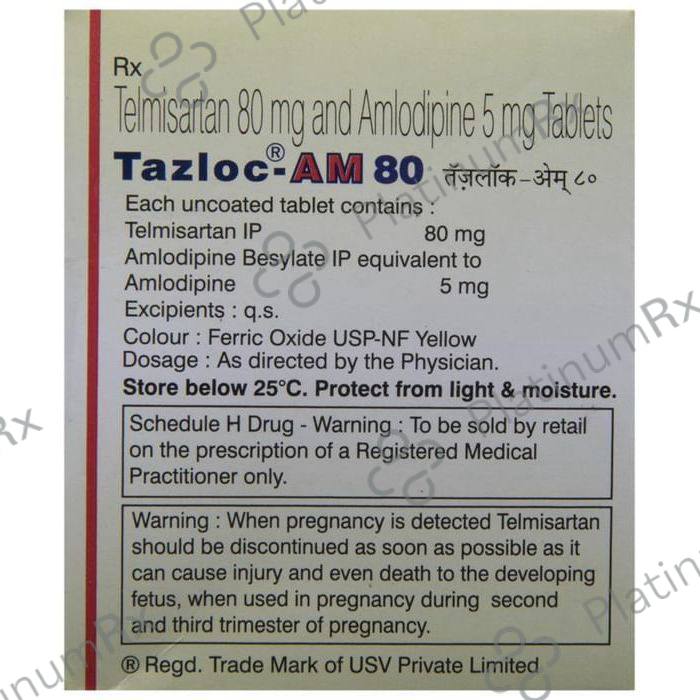 Rx
Telmisartan 80 mg and Amlodipine 5 mg Tablets
Tazloc®-AM 80 तॅज़लॉक-एम् ८०
Each uncoated tablet contains :
Telmisartan IP 80 mg
Amlodipine Besylate IP equivalent to
Amlodipine 5 mg
Excipients : q.s.
Colour : Ferric Oxide USP-NF Yellow
Dosage : As directed by the Physician.
Store below 25°C. Protect from light & moisture.
Schedule H Drug - Warning : To be sold by retail
on the prescription of a Registered Medical
Practitioner only.
Warning : When pregnancy is detected Telmisartan
should be discontinued as soon as possible as it
can cause injury and even death to the developing
fetus, when used in pregnancy during second
and third trimester of pregnancy.
® Regd. Trade Mark of USV Private Limited
PlatinumRx
PlatinumRx
PlatinumRx
PlatinumRx